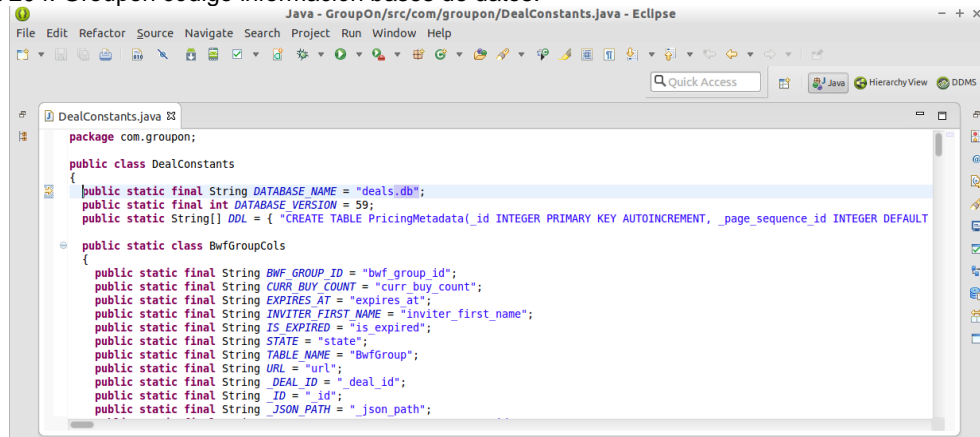 Groupon código información bases de datos.
Java - GroupOn/src/com/groupon/DealConstants.java - Eclipse
File Edit Refactor Source Navigate Search Project Run Window Help
Quick Access Java Hierarchy View DDMS
DealConstants.java
package com.groupon;
public class DealConstants
{
public static final String DATABASE_NAME = "deals.db";
public static final int DATABASE_VERSION = 59;
public static String[] DDL = { "CREATE TABLE PricingMetadata(_id INTEGER PRIMARY KEY AUTOINCREMENT, _page_sequence_id INTEGER DEFAULT
public static class BwfGroupCols
{
public static final String BWF_GROUP_ID = "bwf_group_id";
public static final String CURR_BUY_COUNT = "curr_buy_count";
public static final String EXPIRES_AT = "expires_at";
public static final String INVITER_FIRST_NAME = "inviter_first_name";
public static final String IS_EXPIRED = "is_expired";
public static final String STATE = "state";
public static final String TABLE_NAME = "BwfGroup";
public static final String URL = "url";
public static final String _DEAL_ID = "_deal_id";
public static final String _ID = "_id";
public static final String _JSON_PATH = "_json_path";